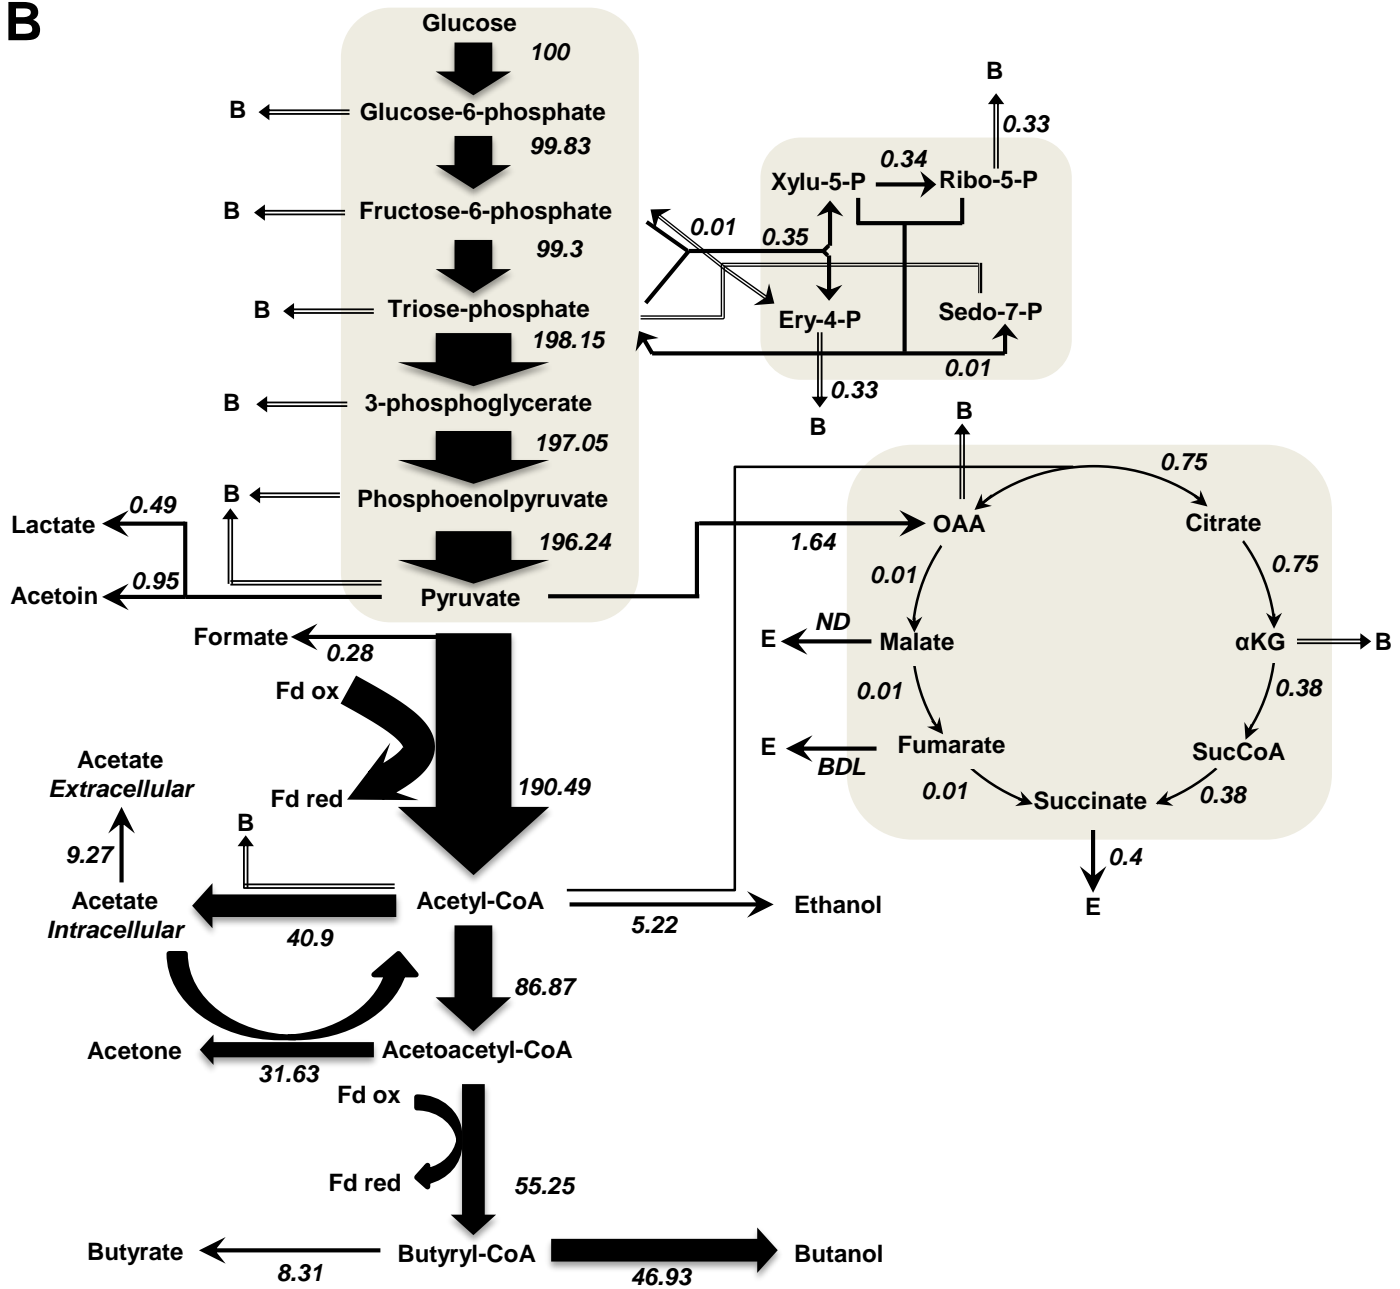 B
Glucose
100
B
Glucose-6-phosphate
99.83
B
Fructose-6-phosphate
99.3
B
Triose-phosphate
198.15
B
3-phosphoglycerate
197.05
B
Phosphoenolpyruvate
196.24
Pyruvate
B
0.33
Xylu-5-P
0.34
Ribo-5-P
0.01
0.35
Ery-4-P
Sedo-7-P
0.01
0.33
B
Lactate
0.49
Acetoin
0.95
1.64
B
0.75
OAA
Citrate
0.01
0.75
E
ND
Malate
αKG
B
0.01
0.38
E
BDL
Fumarate
SucCoA
0.01
Succinate
0.38
0.4
E
Formate
0.28
Fd ox
Fd red
190.49
Acetate
Extracellular
9.27
B
Acetate
Intracellular
40.9
Acetyl-CoA
5.22
Ethanol
86.87
Acetone
31.63
Acetoacetyl-CoA
Fd ox
Fd red
55.25
Butyrate
8.31
Butyryl-CoA
46.93
Butanol